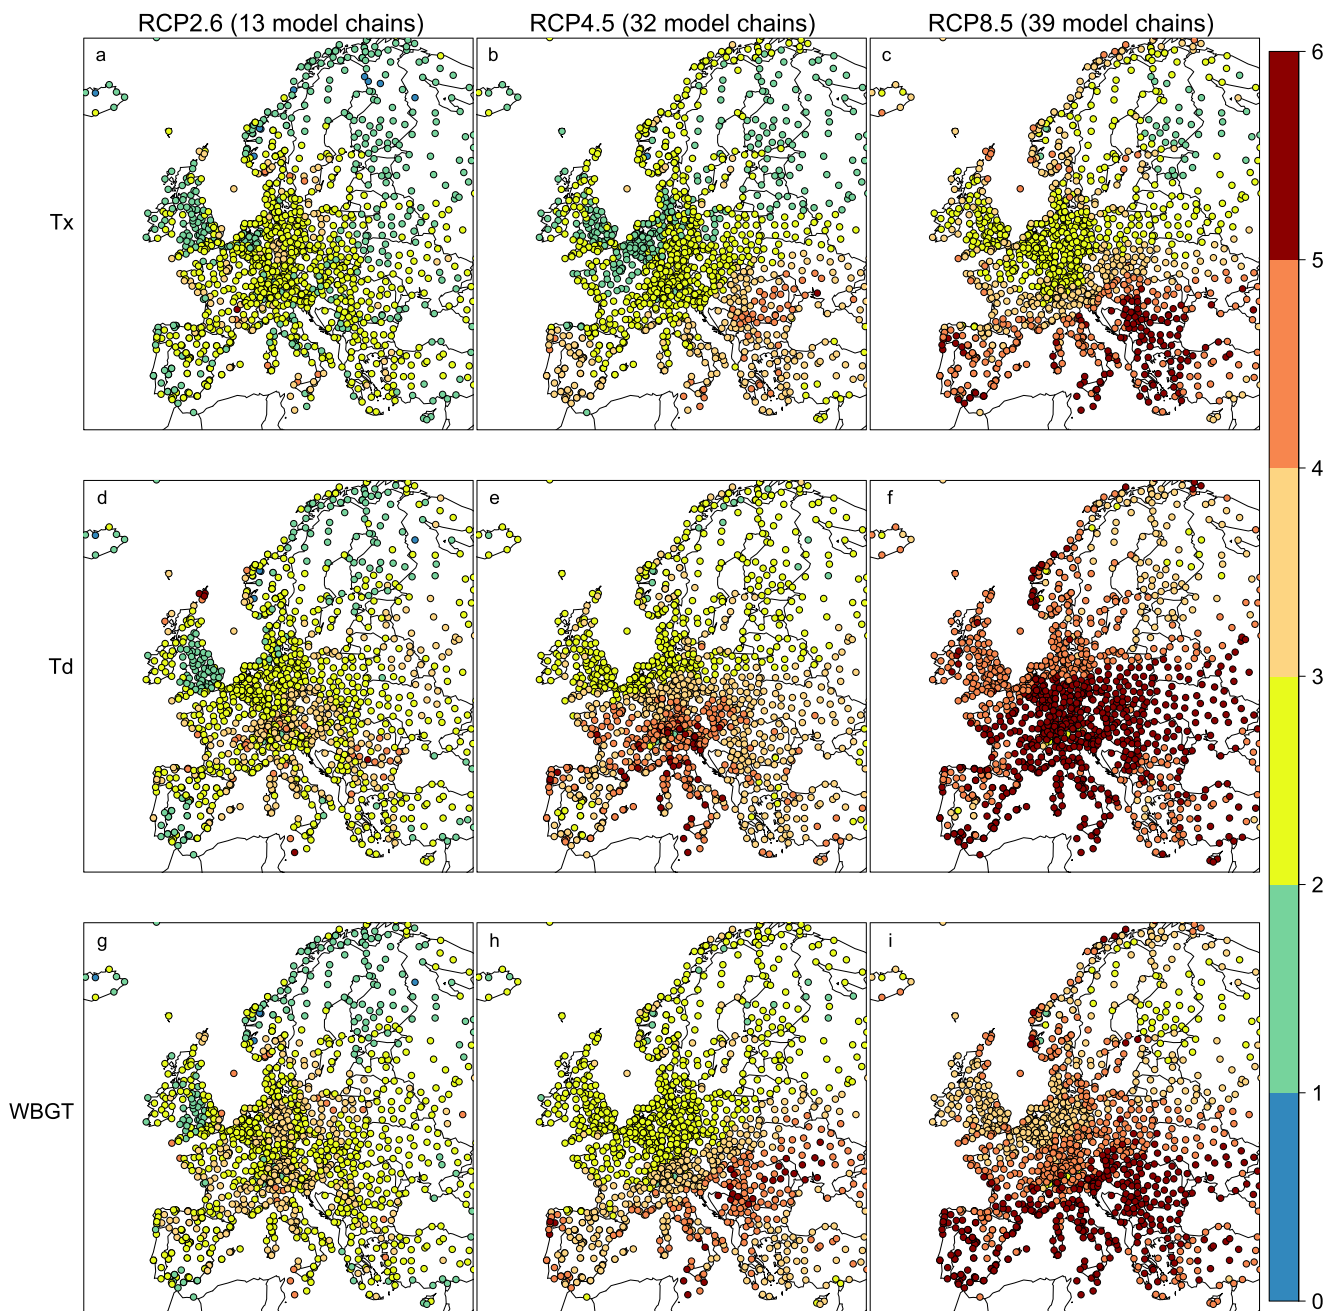 RCP2.6 (13 model chains) RCP4.5 (32 model chains) RCP8.5 (39 model chains)
a b c 6
5
Tx
4
d e f
3
Td
2
g h i
1
WBGT
0